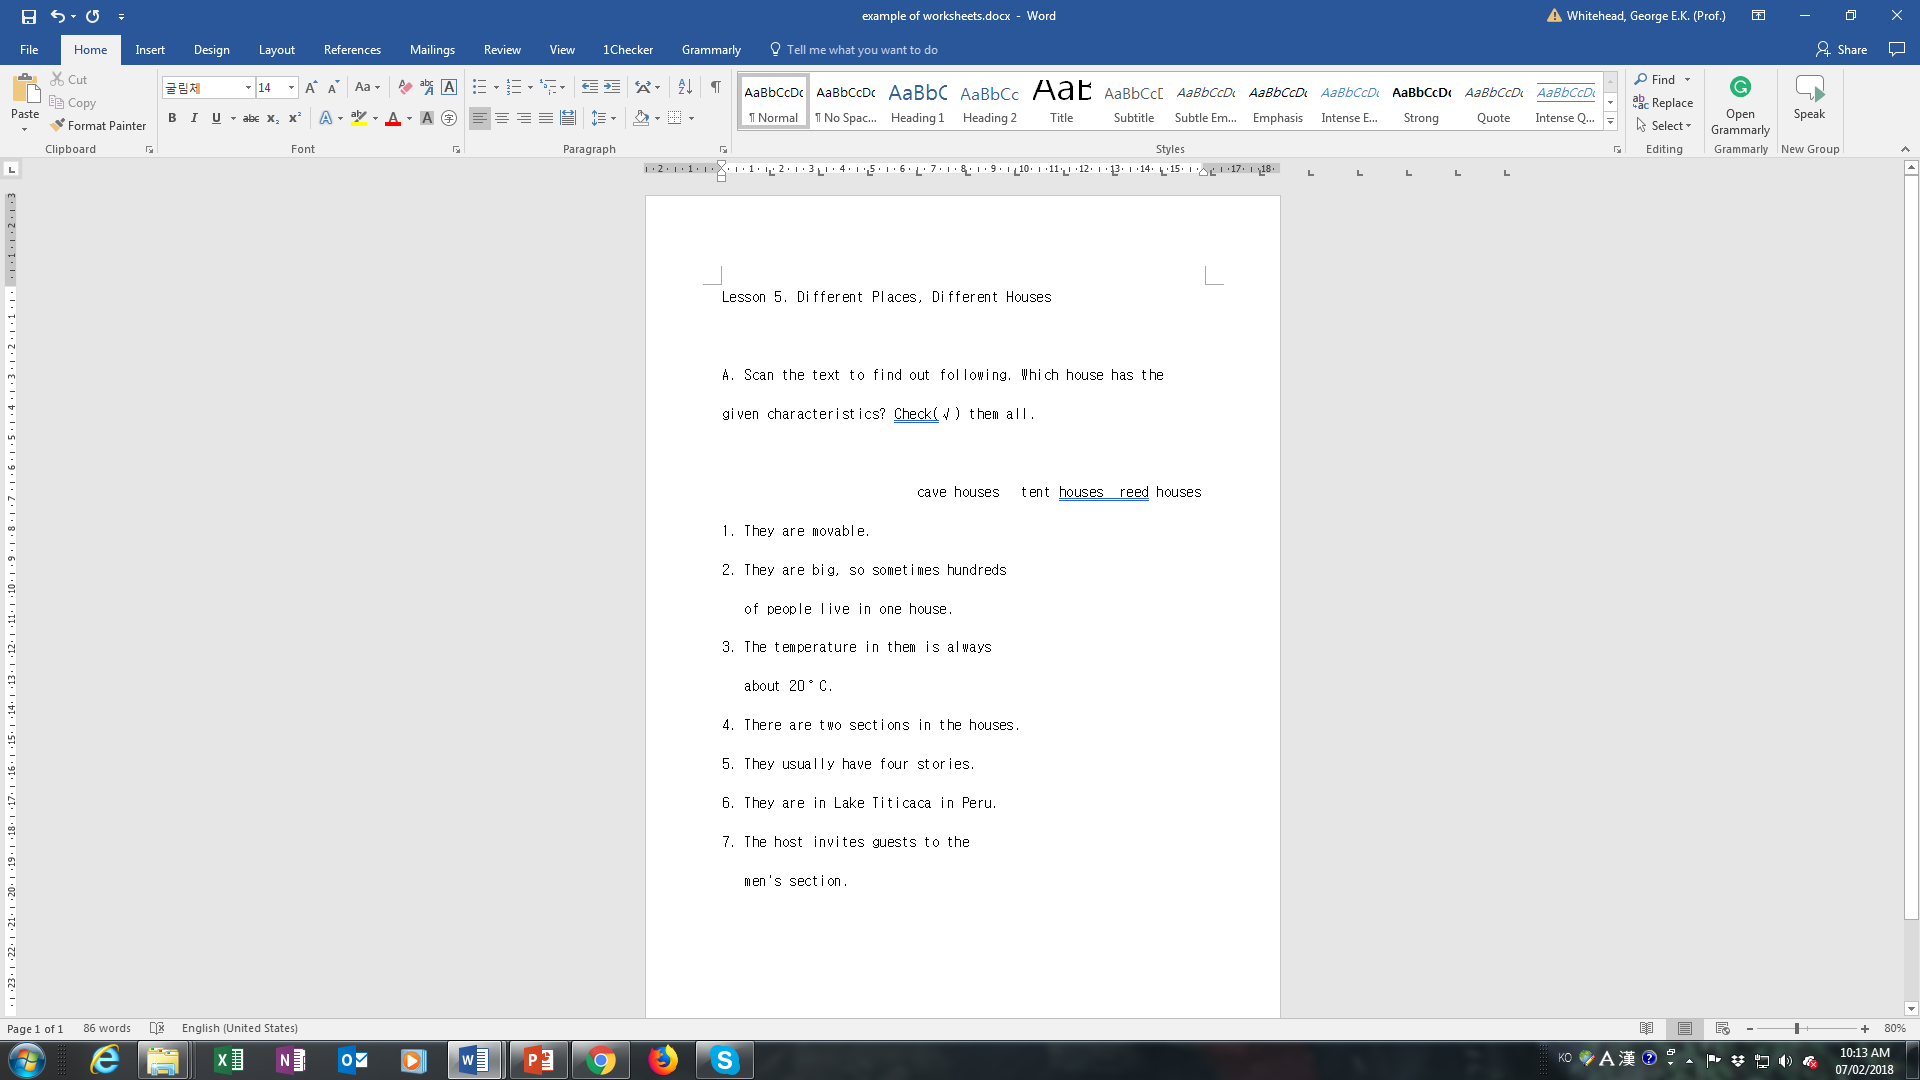 example of worksheets.docx - Word
Whitehead, George E.K. (Prof.)
File Home Insert Design Layout References Mailings Review View 1Checker Grammarly Tell me what you want to do Share
Paste
Cut
Copy
Format Painter
Clipboard
굴림체 14
Font
Paragraph
AaBbCcDc AaBbCcDc AaBbC AaBbCc AaB AaBbCcD AaBbCcDc AaBbCcDc AaBbCcDc AaBbCcDc AaBbCcDc AaBbCcDc
¶ Normal ¶ No Spac... Heading 1 Heading 2 Title Subtitle Subtle Em... Emphasis Intense E... Strong Quote Intense Q...
Styles
Find
Replace
Select
Editing
Open Grammarly
Grammarly
Speak
New Group
Lesson 5. Different Places, Different Houses
A. Scan the text to find out following. Which house has the
given characteristics? Check(√) them all.
cave houses tent houses reed houses
1. They are movable.
2. They are big, so sometimes hundreds
of people live in one house.
3. The temperature in them is always
about 20°C.
4. There are two sections in the houses.
5. They usually have four stories.
6. They are in Lake Titicaca in Peru.
7. The host invites guests to the
men's section.
Page 1 of 1 86 words English (United States) 80%
KO A 漢
10:13 AM
07/02/2018